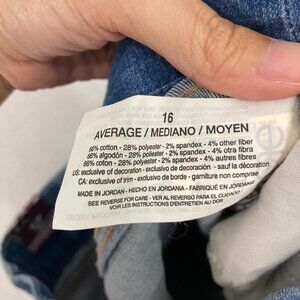 16
AVERAGE / MEDIANO / MOYEN
66% cotton - 28% polyester - 2% spandex - 4% other fiber
66% algodón - 28% poliester - 2% spandex - 4% otra fibra
66% coton - 28% polyester - 2% spandex - 4% autres fibres
US: exclusive of decoration - exclusivo de decoración - sauf la décoration
CA: exclusive of trim - exclusivo de borde - garniture non comprise
MADE IN JORDAN - HECHO EN JORDANIA - FABRIQUÉ EN JORDANIE
SEE REVERSE FOR CARE - VER AL REVERSO PARA EL CUIDADO
VOIR LES INSTRUCTIONS D'ENTRETIEN AU DOS